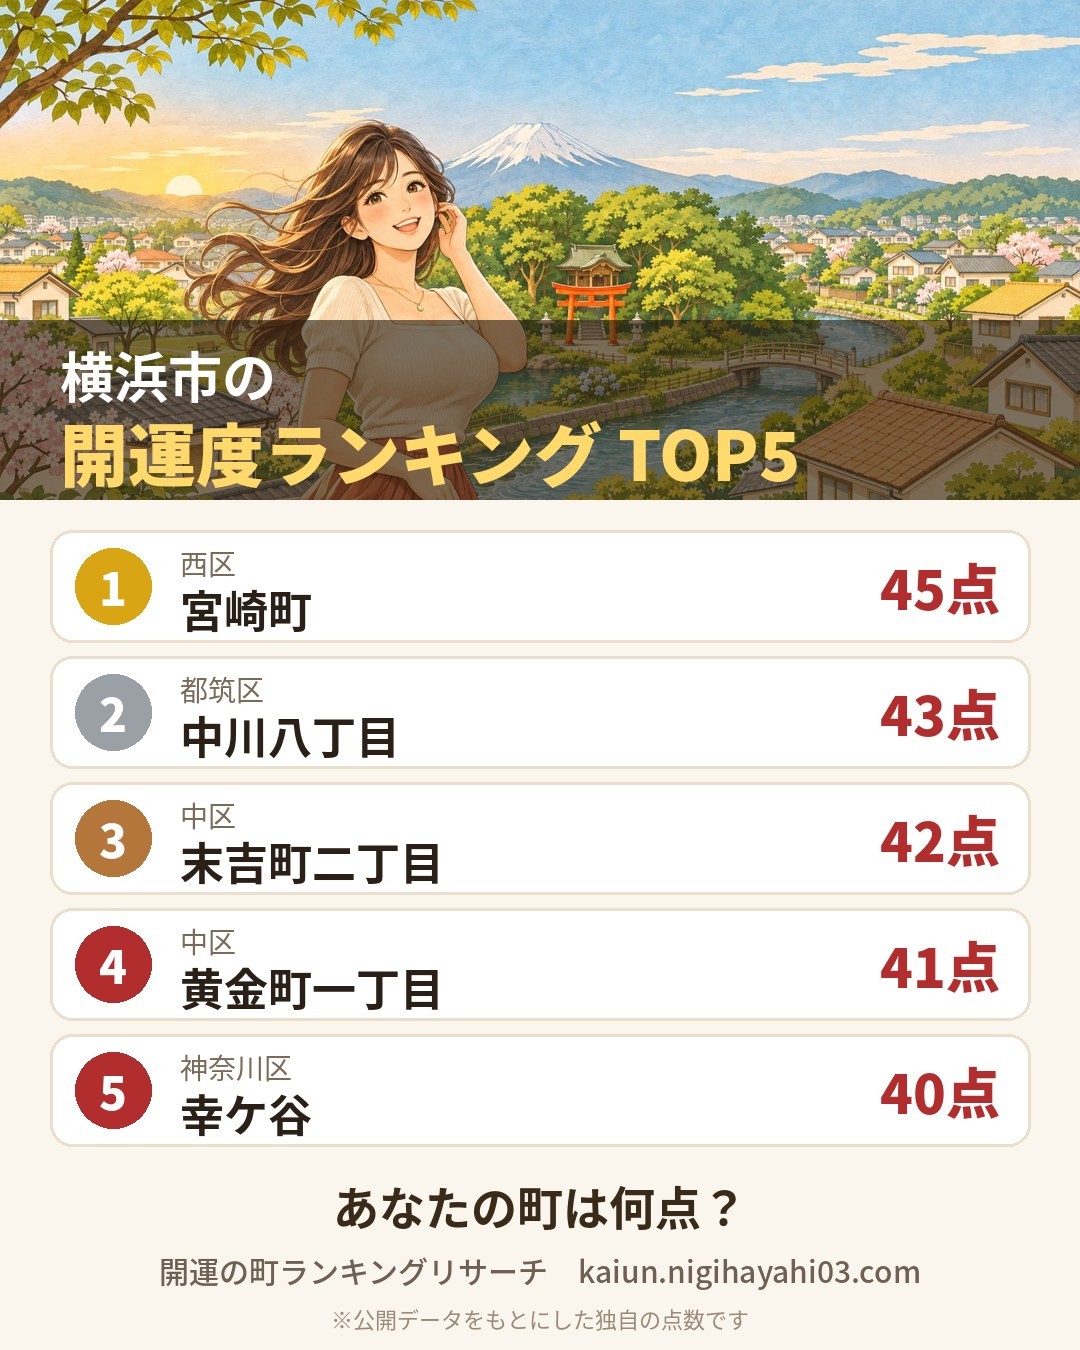 横浜市の
開運度ランキング TOP5
1
西区
宮崎町
45点
2
都筑区
中川八丁目
43点
3
中区
末吉町二丁目
42点
4
中区
黄金町一丁目
41点
5
神奈川区
幸ケ谷
40点
あなたの町は何点？
開運の町ランキングリサーチ　kaiun.nigihayahi03.com
※公開データをもとにした独自の点数です